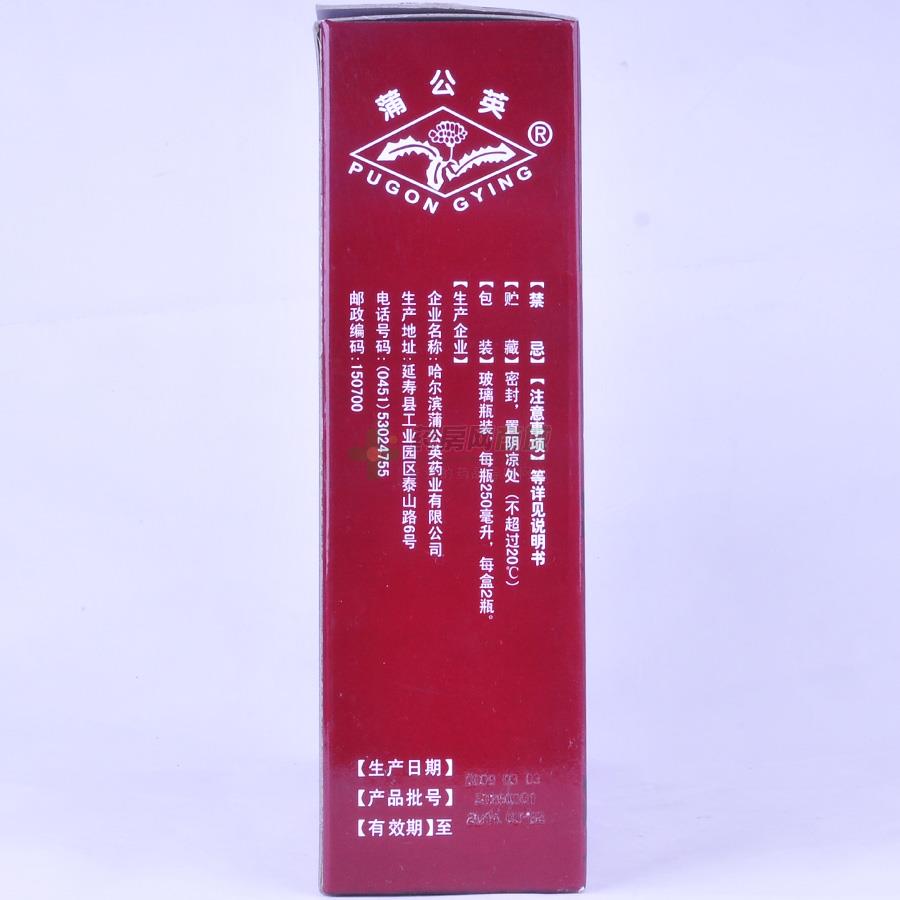 蒲公英
®
PUGON GYING
【禁 忌】【注意事项】等详见说明书
【贮 藏】密封，置阴凉处（不超过20℃）
【包 装】玻璃瓶装，每瓶250毫升，每盒2瓶。
【生产企业】
企业名称：哈尔滨蒲公英药业有限公司
生产地址：延寿县工业园区泰山路6号
电话号码：(0451)53024755
邮政编码：150700
【生产日期】
【产品批号】
【有效期】至